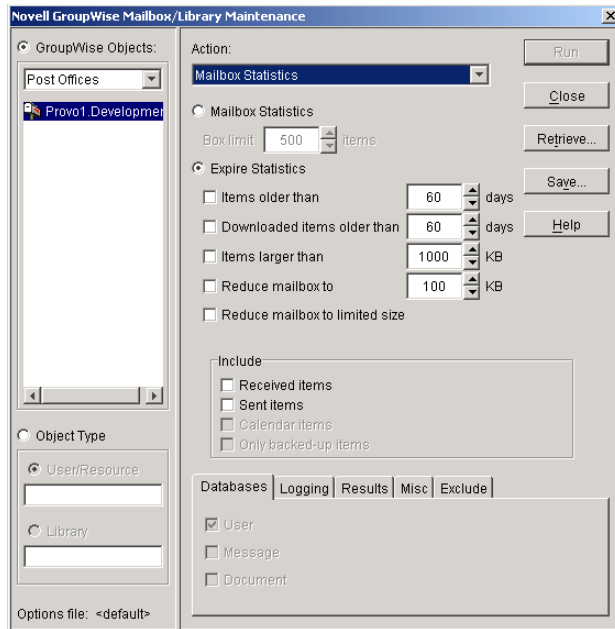 Novell GroupWise Mailbox/Library Maintenance
GroupWise Objects:
Post Offices
Provo1.Developmer
Object Type
User/Resource
Library
Options file: <default>
Action:
Mailbox Statistics
Mailbox Statistics
Box limit 500 items
Expire Statistics
Items older than 60 days
Downloaded items older than 60 days
Items larger than 1000 KB
Reduce mailbox to 100 KB
Reduce mailbox to limited size
Include
Received items
Sent items
Calendar items
Only backed-up items
Databases Logging Results Misc Exclude
User
Message
Document
Run
Close
Retrieve...
Save...
Help